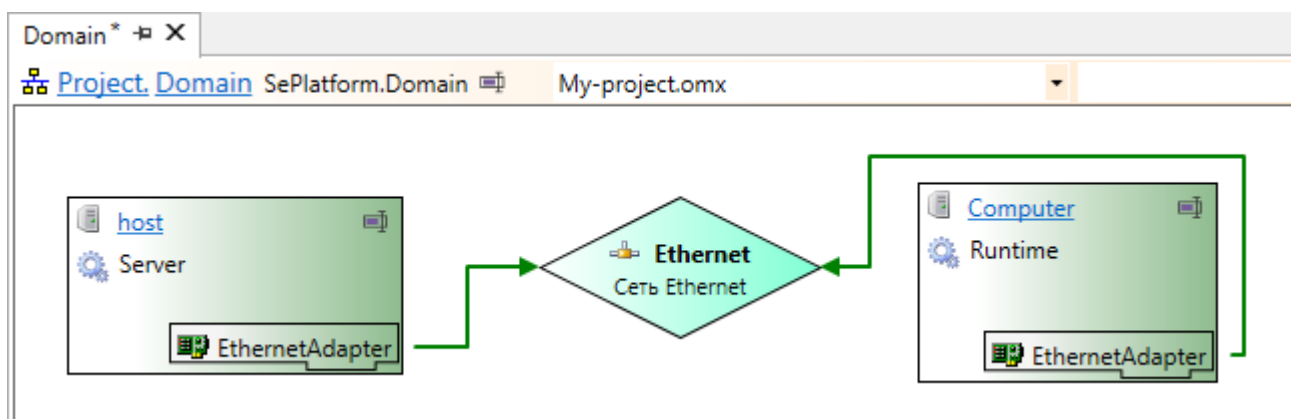 Domain*
Project. Domain SePlatform.Domain My-project.omx
host
Server
EthernetAdapter
Ethernet
Сеть Ethernet
Computer
Runtime
EthernetAdapter